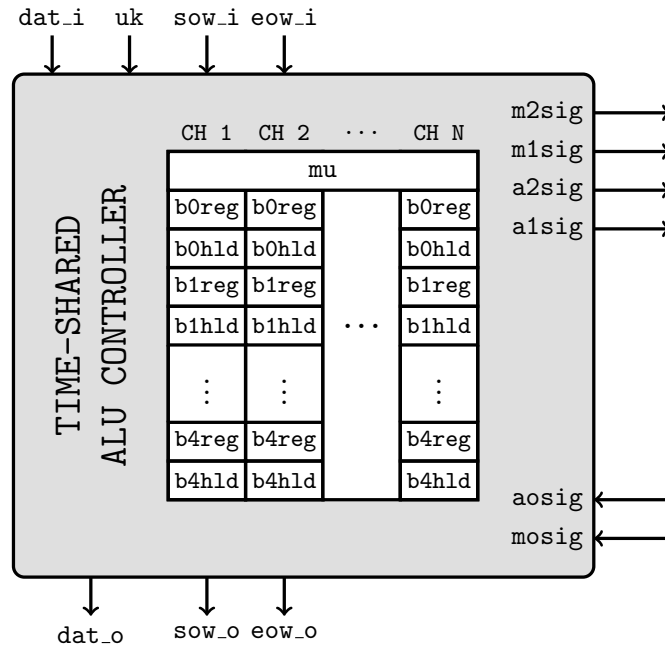 dat_i uk sow_i eow_i
m2sig
CH 1 CH 2 ··· CH N
m1sig
mu
a2sig
b0reg b0reg b0reg
a1sig
b0hld b0hld b0hld
b1reg b1reg b1reg
b1hld b1hld ··· b1hld
TIME-SHARED
ALU CONTROLLER
⋮ ⋮ ⋮
b4reg b4reg b4reg
b4hld b4hld b4hld
aosig
mosig
dat_o sow_o eow_o